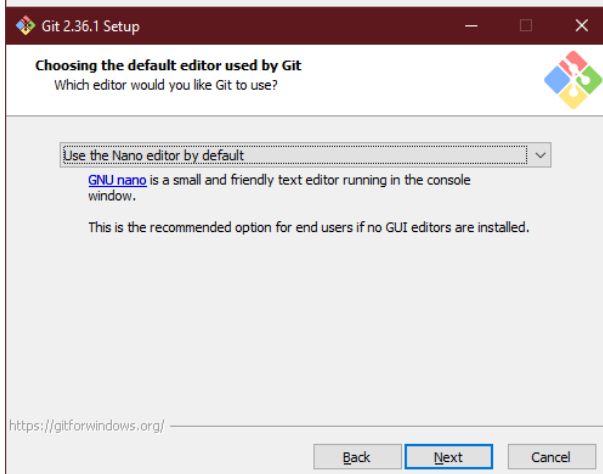 Git 2.36.1 Setup
Choosing the default editor used by Git
Which editor would you like Git to use?
Use the Nano editor by default
GNU nano is a small and friendly text editor running in the console
window.
This is the recommended option for end users if no GUI editors are installed.
https://gitforwindows.org/
Back Next Cancel